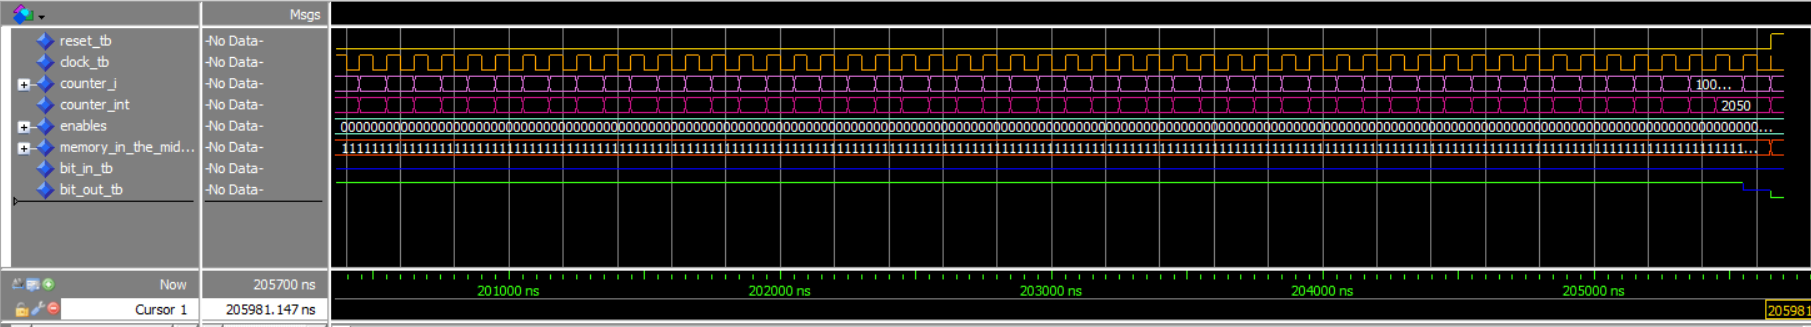 Msgs
reset_tb -No Data-
clock_tb -No Data-
counter_i -No Data- 100...
counter_int -No Data- 2050
enables -No Data-
memory_in_the_mid... -No Data-
bit_in_tb -No Data-
bit_out_tb -No Data-
Now 205700 ns 201000 ns 202000 ns 203000 ns 204000 ns 205000 ns
Cursor 1 205981.147 ns 205981